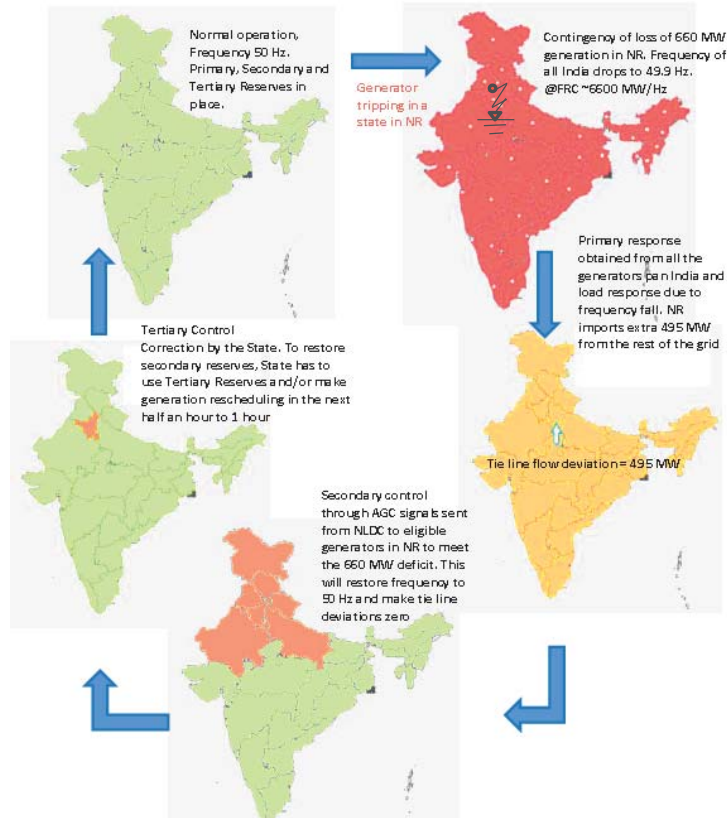 Normal operation,
Frequency 50 Hz.
Primary, Secondary and
Tertiary Reserves in
place.
Generator
tripping in a
state in NR
Contingency of loss of 660 MW
generation in NR. Frequency of
all India drops to 49.9 Hz.
@FRC ~6600 MW/Hz
Primary response
obtained from all the
generators pan India and
load response due to
frequency fall. NR
imports extra 495 MW
from the rest of the grid
Tie line flow deviation = 495 MW
Secondary control
through AGC signals sent
from NLDC to eligible
generators in NR to meet
the 660 MW deficit. This
will restore frequency to
50 Hz and make tie line
deviations zero
Tertiary Control
Correction by the State. To restore
secondary reserves, State has to
use Tertiary Reserves and/or make
generation rescheduling in the next
half an hour to 1 hour